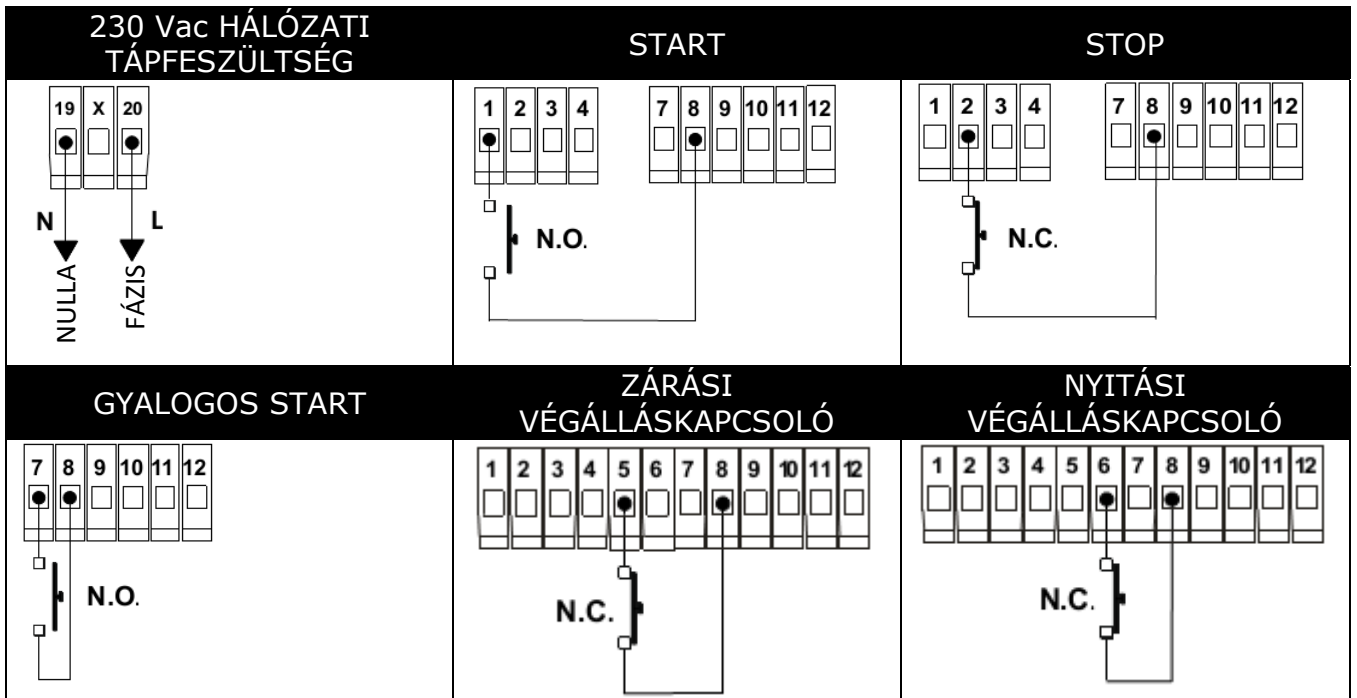 230 Vac HÁLÓZATI
TÁPFESZÜLTSÉG
START
STOP
19 X 20
N L
NULLA
FÁZIS
1 2 3 4 7 8 9 10 11 12
N.O.
1 2 3 4 7 8 9 10 11 12
N.C.
GYALOGOS START
ZÁRÁSI
VÉGÁLLÁSKAPCSOLÓ
NYITÁSI
VÉGÁLLÁSKAPCSOLÓ
7 8 9 10 11 12
N.O.
1 2 3 4 5 6 7 8 9 10 11 12
N.C.
1 2 3 4 5 6 7 8 9 10 11 12
N.C.